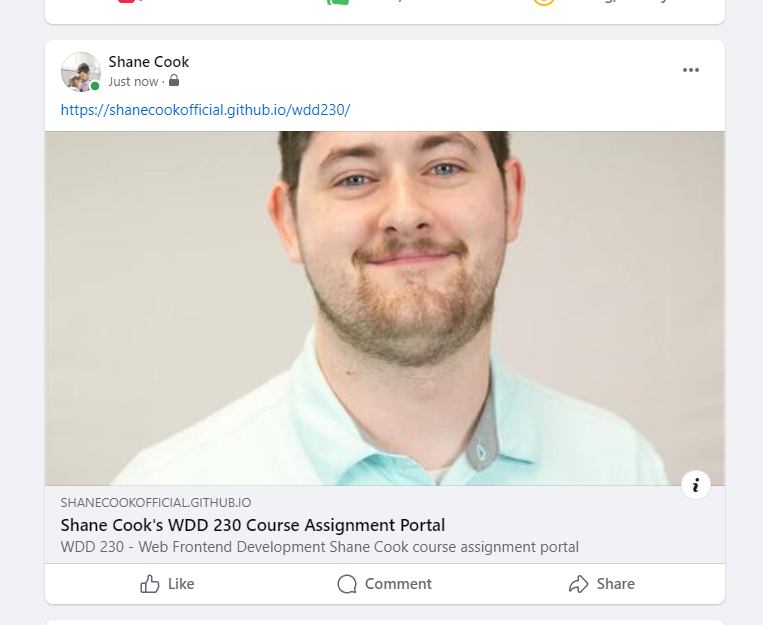 Shane Cook
Just now ·
https://shanecookofficial.github.io/wdd230/
SHANECOOKOFFICIAL.GITHUB.IO
Shane Cook's WDD 230 Course Assignment Portal
WDD 230 - Web Frontend Development Shane Cook course assignment portal
Like Comment Share